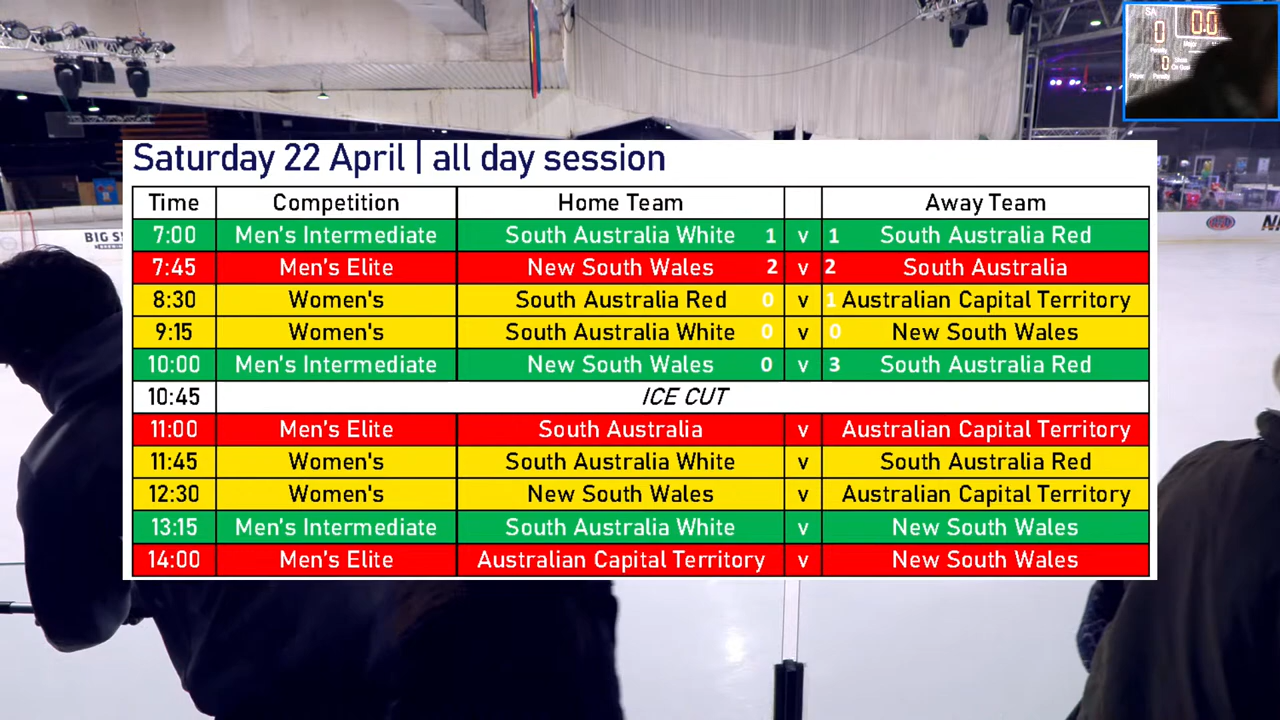 SA
0
00
0
Saturday 22 April | all day session
Time Competition Home Team Away Team
7:00 Men's Intermediate South Australia White 1 v 1 South Australia Red
7:45 Men's Elite New South Wales 2 v 2 South Australia
8:30 Women's South Australia Red 0 v 1 Australian Capital Territory
9:15 Women's South Australia White 0 v 0 New South Wales
10:00 Men's Intermediate New South Wales 0 v 3 South Australia Red
10:45 ICE CUT
11:00 Men's Elite South Australia v Australian Capital Territory
11:45 Women's South Australia White v South Australia Red
12:30 Women's New South Wales v Australian Capital Territory
13:15 Men's Intermediate South Australia White v New South Wales
14:00 Men's Elite Australian Capital Territory v New South Wales